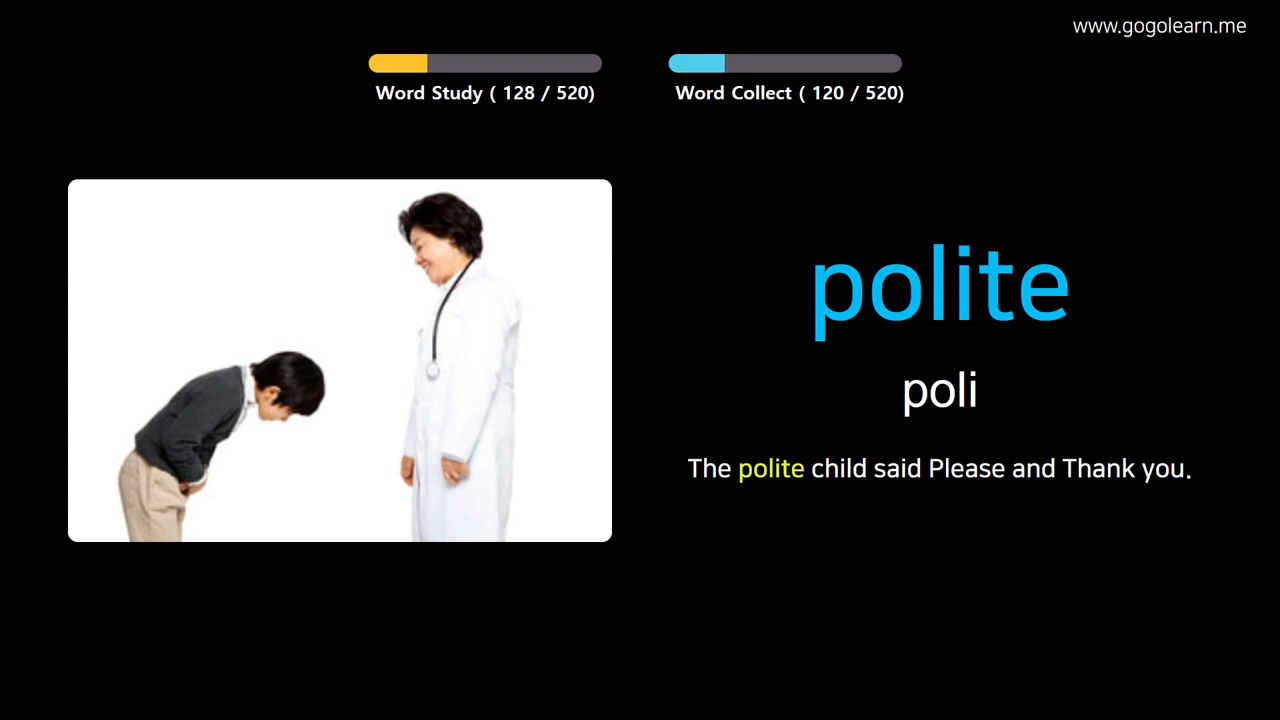 www.gogolearn.me
Word Study ( 128 / 520)
Word Collect ( 120 / 520)
polite
poli
The polite child said Please and Thank you.